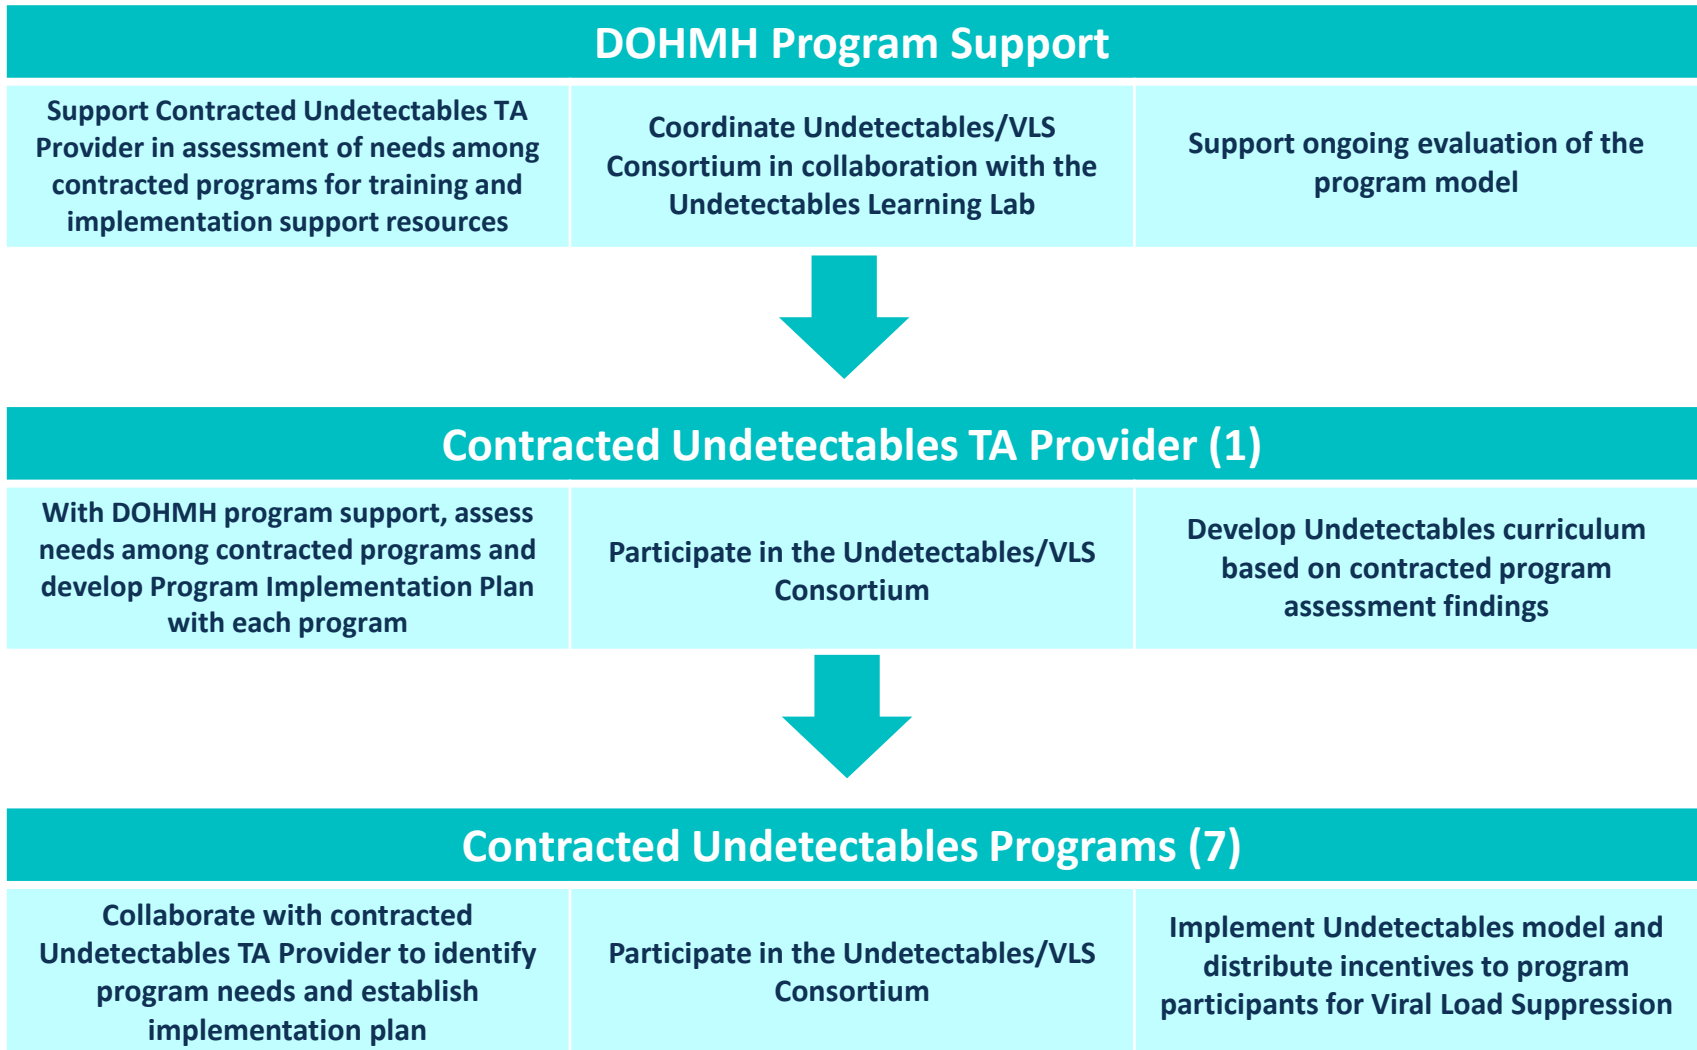 DOHMH Program Support
Support Contracted Undetectables TA
Provider in assessment of needs among
contracted programs for training and
implementation support resources
Coordinate Undetectables/VLS
Consortium in collaboration with the
Undetectables Learning Lab
Support ongoing evaluation of the
program model
Contracted Undetectables TA Provider (1)
With DOHMH program support, assess
needs among contracted programs and
develop Program Implementation Plan
with each program
Participate in the Undetectables/VLS
Consortium
Develop Undetectables curriculum
based on contracted program
assessment findings
Contracted Undetectables Programs (7)
Collaborate with contracted
Undetectables TA Provider to identify
program needs and establish
implementation plan
Participate in the Undetectables/VLS
Consortium
Implement Undetectables model and
distribute incentives to program
participants for Viral Load Suppression